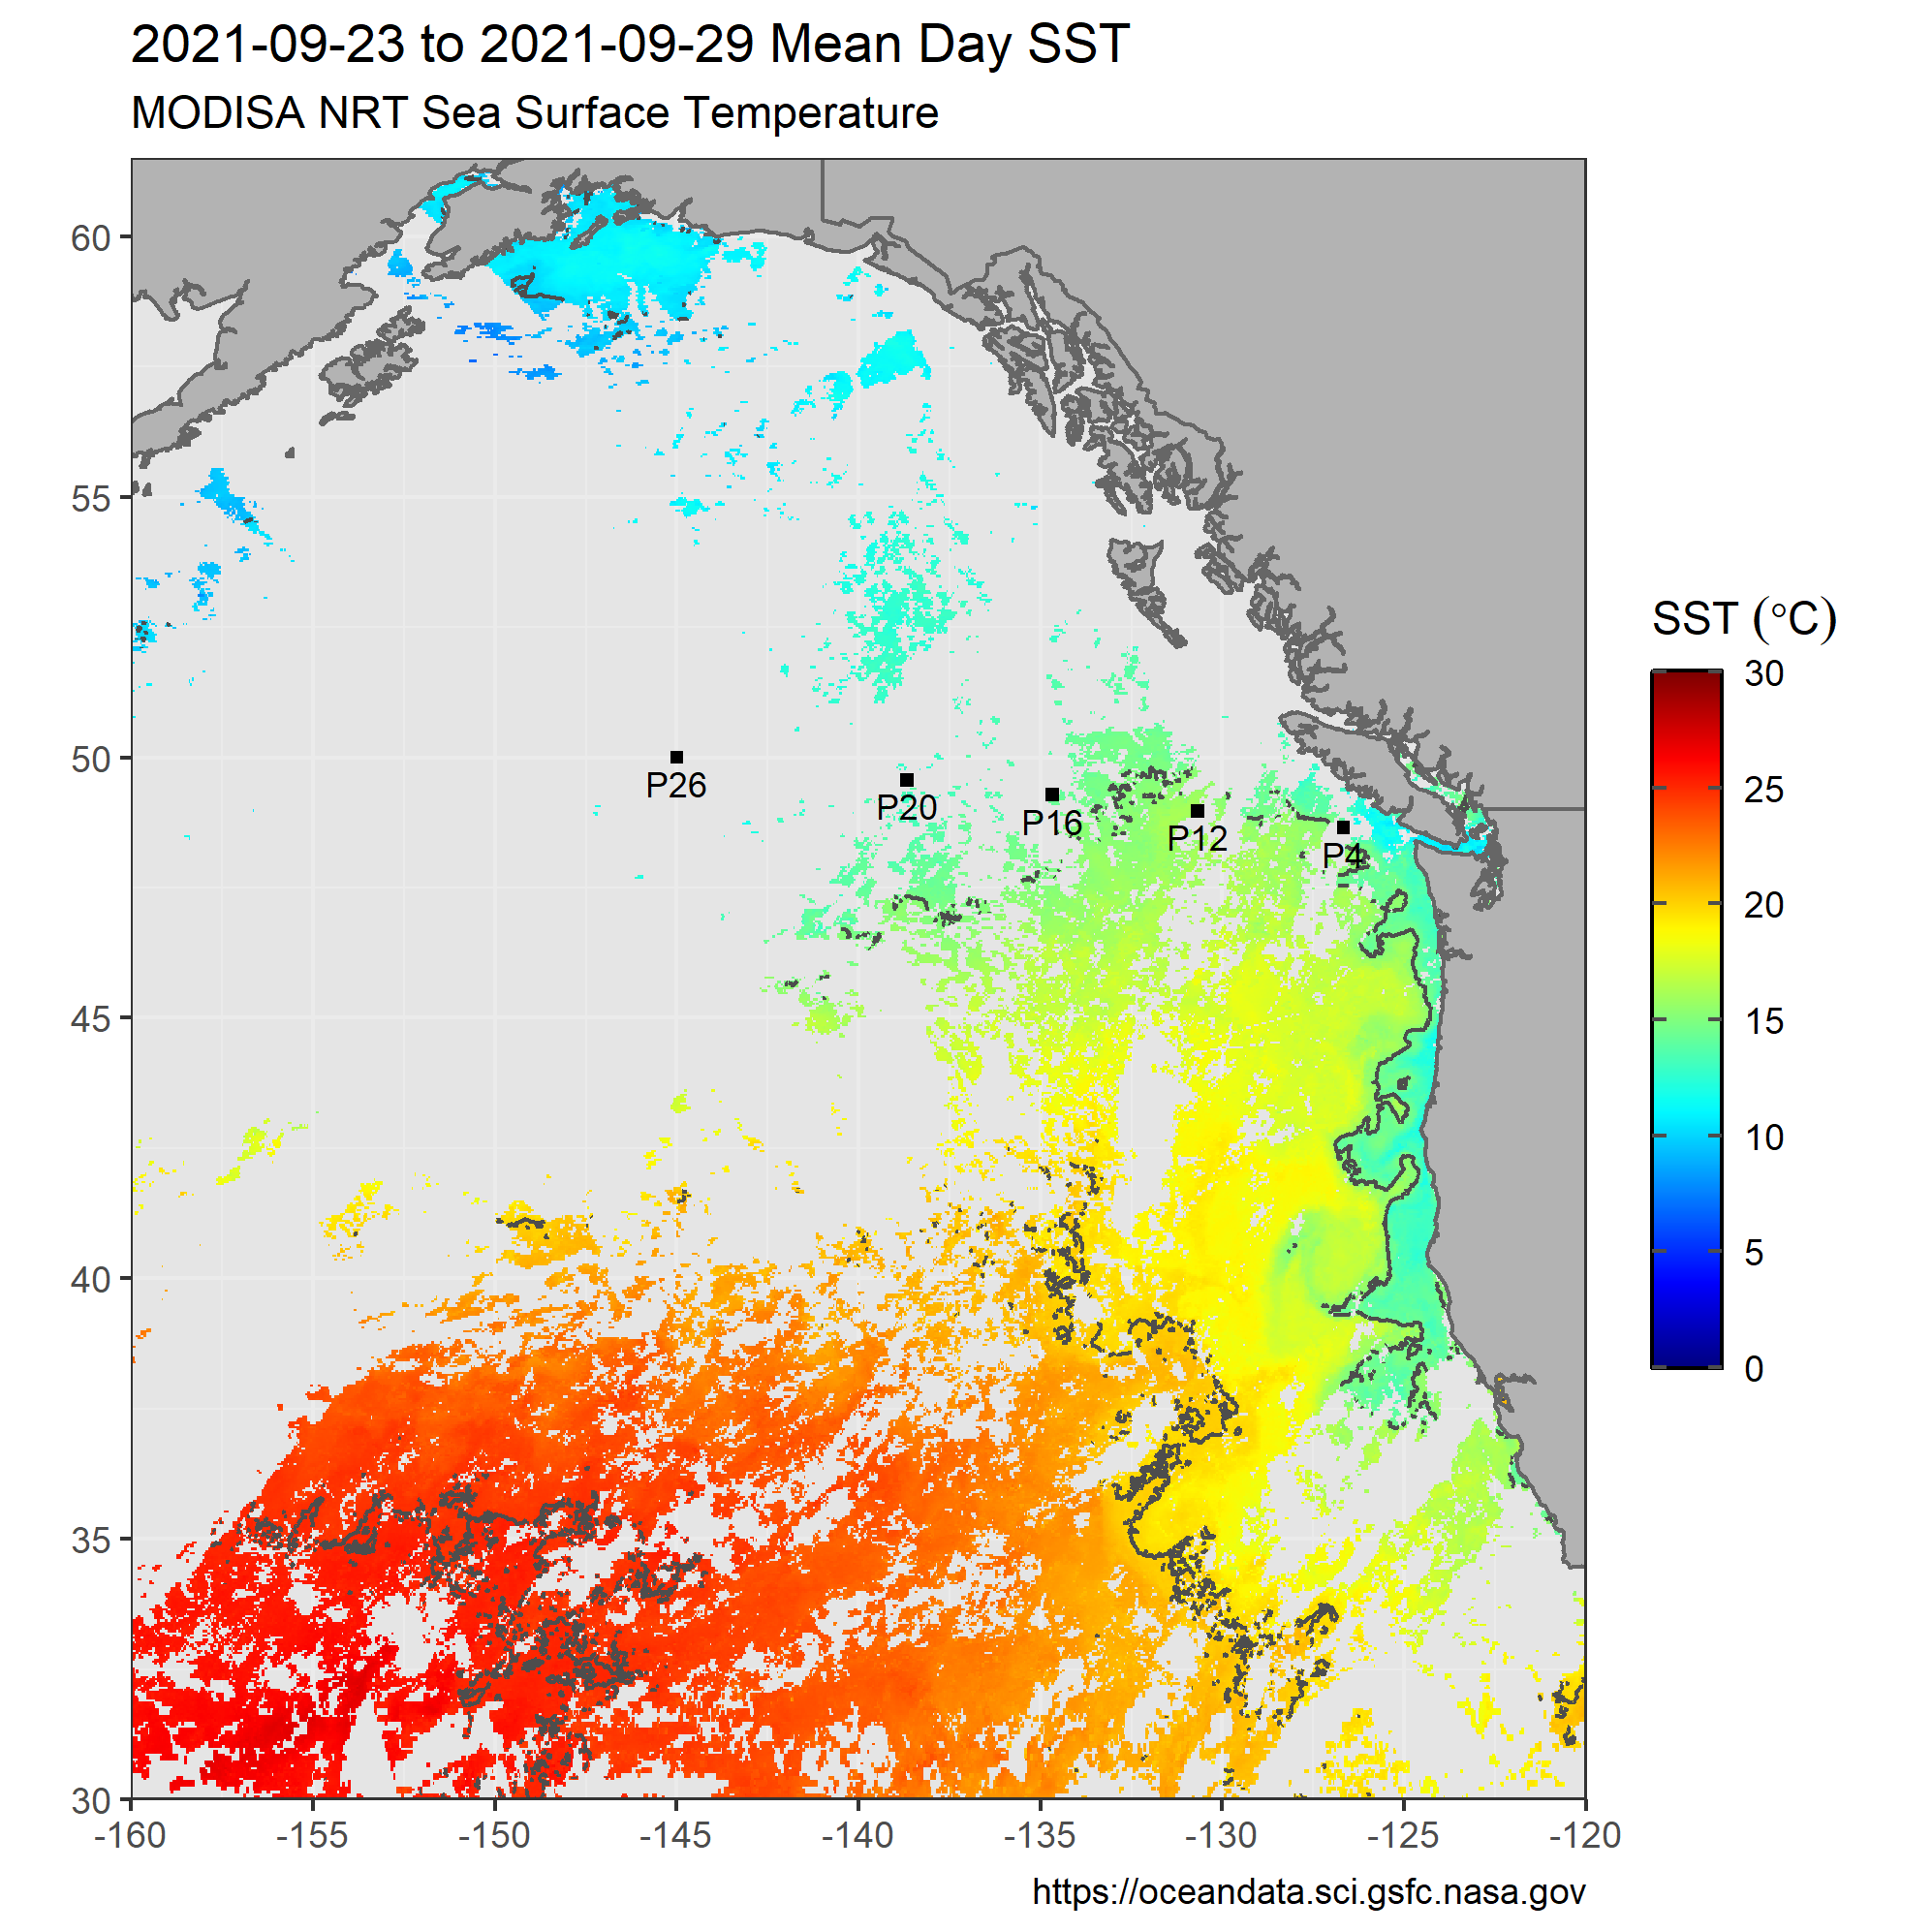 2021-09-23 to 2021-09-29 Mean Day SST
MODISA NRT Sea Surface Temperature
60
55
50
45
40
35
30
-160
-155
-150
-145
-140
-135
-130
-125
-120
P26
P20
P16
P12
P4
SST (°C)
30
25
20
15
10
5
0
https://oceandata.sci.gsfc.nasa.gov